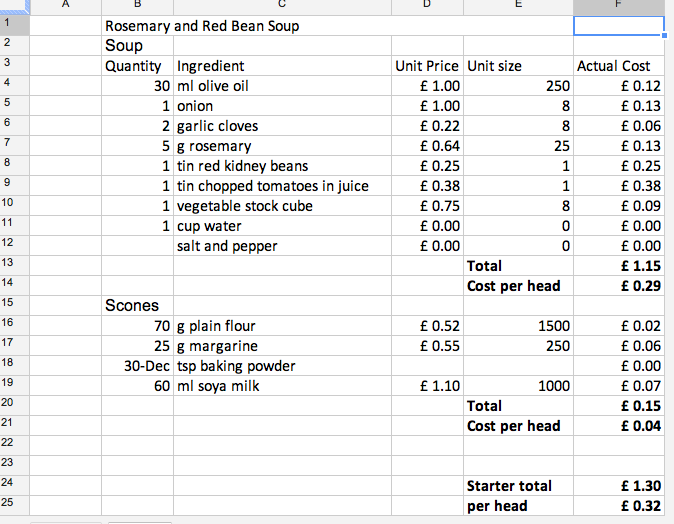 A B C D E F
1 Rosemary and Red Bean Soup
2 Soup
3 Quantity Ingredient Unit Price Unit size Actual Cost
4 30 ml olive oil £ 1.00 250 £ 0.12
5 1 onion £ 1.00 8 £ 0.13
6 2 garlic cloves £ 0.22 8 £ 0.06
7 5 g rosemary £ 0.64 25 £ 0.13
8 1 tin red kidney beans £ 0.25 1 £ 0.25
9 1 tin chopped tomatoes in juice £ 0.38 1 £ 0.38
10 1 vegetable stock cube £ 0.75 8 £ 0.09
11 1 cup water £ 0.00 0 £ 0.00
12 salt and pepper £ 0.00 0 £ 0.00
13 Total £ 1.15
14 Cost per head £ 0.29
15 Scones
16 70 g plain flour £ 0.52 1500 £ 0.02
17 25 g margarine £ 0.55 250 £ 0.06
18 30-Dec tsp baking powder £ 0.00
19 60 ml soya milk £ 1.10 1000 £ 0.07
20 Total £ 0.15
21 Cost per head £ 0.04
22
23
24 Starter total £ 1.30
25 per head £ 0.32